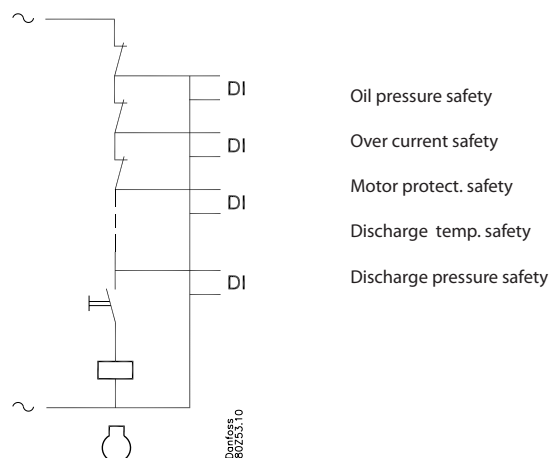 DI
Oil pressure safety
DI
Over current safety
DI
Motor protect. safety
Discharge temp. safety
DI
Discharge pressure safety
Danfoss
80Z53.10